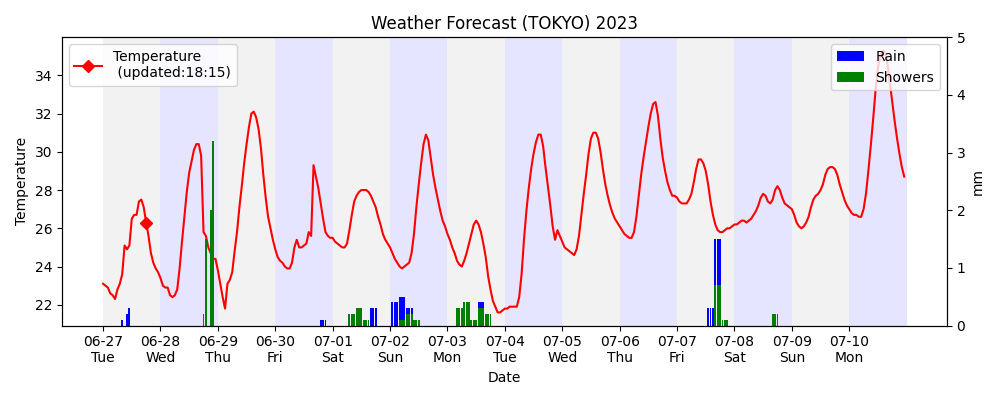 Weather Forecast (TOKYO) 2023
Temperature
(updated:18:15)
Rain
Showers
Temperature
34
32
30
28
26
24
22
5
4
3
2
1
0
mm
06-27 06-28 06-29 06-30 07-01 07-02 07-03 07-04 07-05 07-06 07-07 07-08 07-09 07-10
Tue Wed Thu Fri Sat Sun Mon Tue Wed Thu Fri Sat Sun Mon
Date